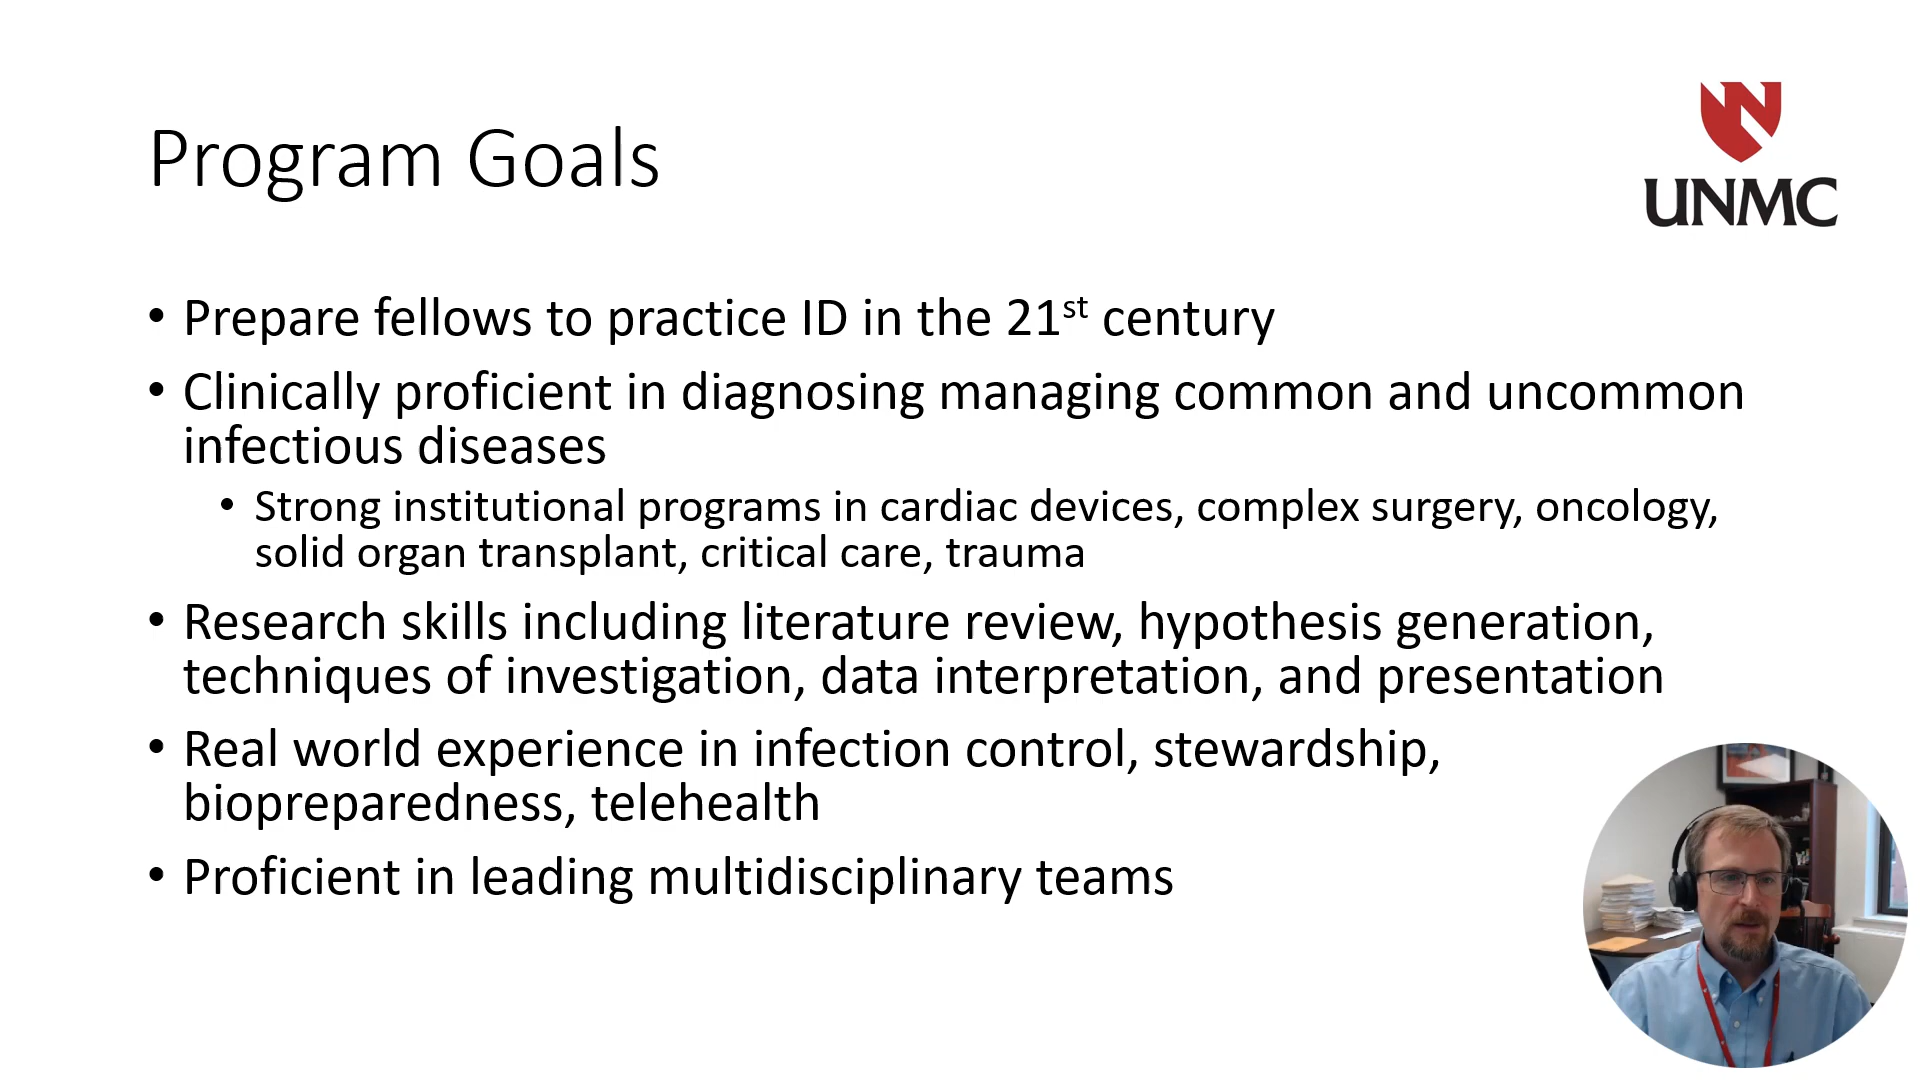 Program Goals
UNMC
• Prepare fellows to practice ID in the 21st century
• Clinically proficient in diagnosing managing common and uncommon
infectious diseases
• Strong institutional programs in cardiac devices, complex surgery, oncology,
solid organ transplant, critical care, trauma
• Research skills including literature review, hypothesis generation,
techniques of investigation, data interpretation, and presentation
• Real world experience in infection control, stewardship,
biopreparedness, telehealth
• Proficient in leading multidisciplinary teams